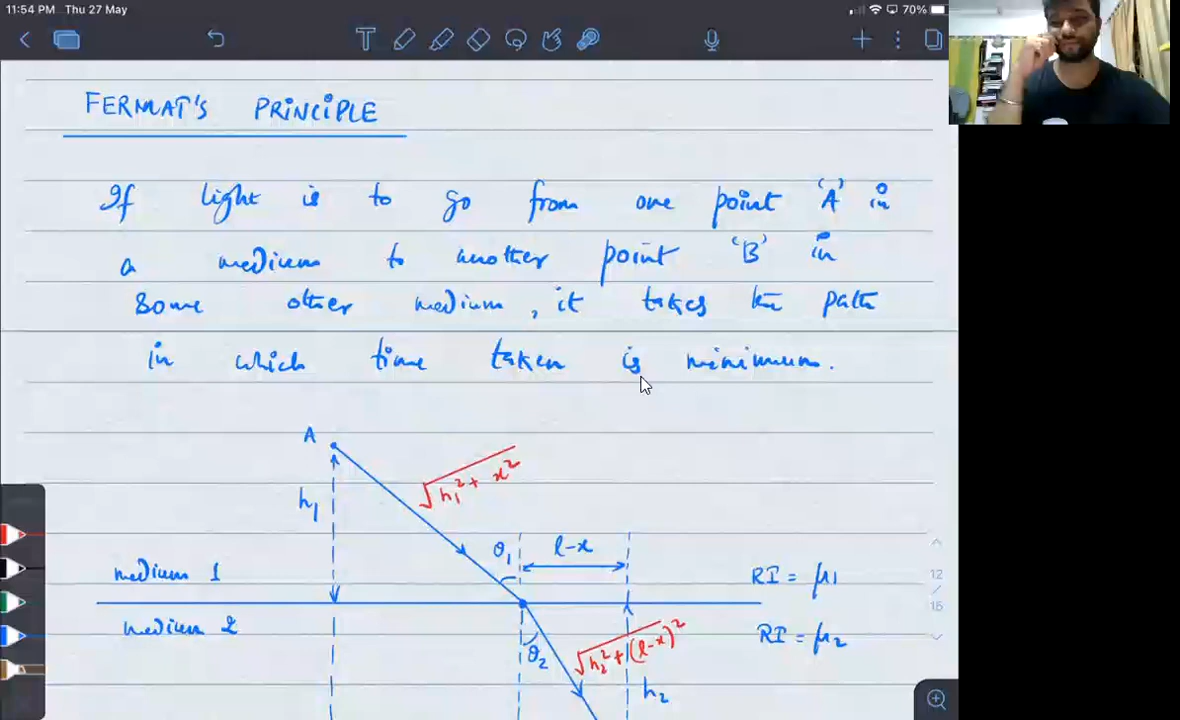 11:54 PM Thu 27 May
70%
FERMAT'S PRINCIPLE
If light is to go from one point 'A' in
a medium to another point 'B' in
some other medium, it takes the path
in which time taken is minimum.
A
√h₁² + x²
h₁
θ₁
l-x
medium 1
RI = μ₁
medium 2
RI = μ₂
θ₂
√h₂² + (l-x)²
h₂
12
/
16